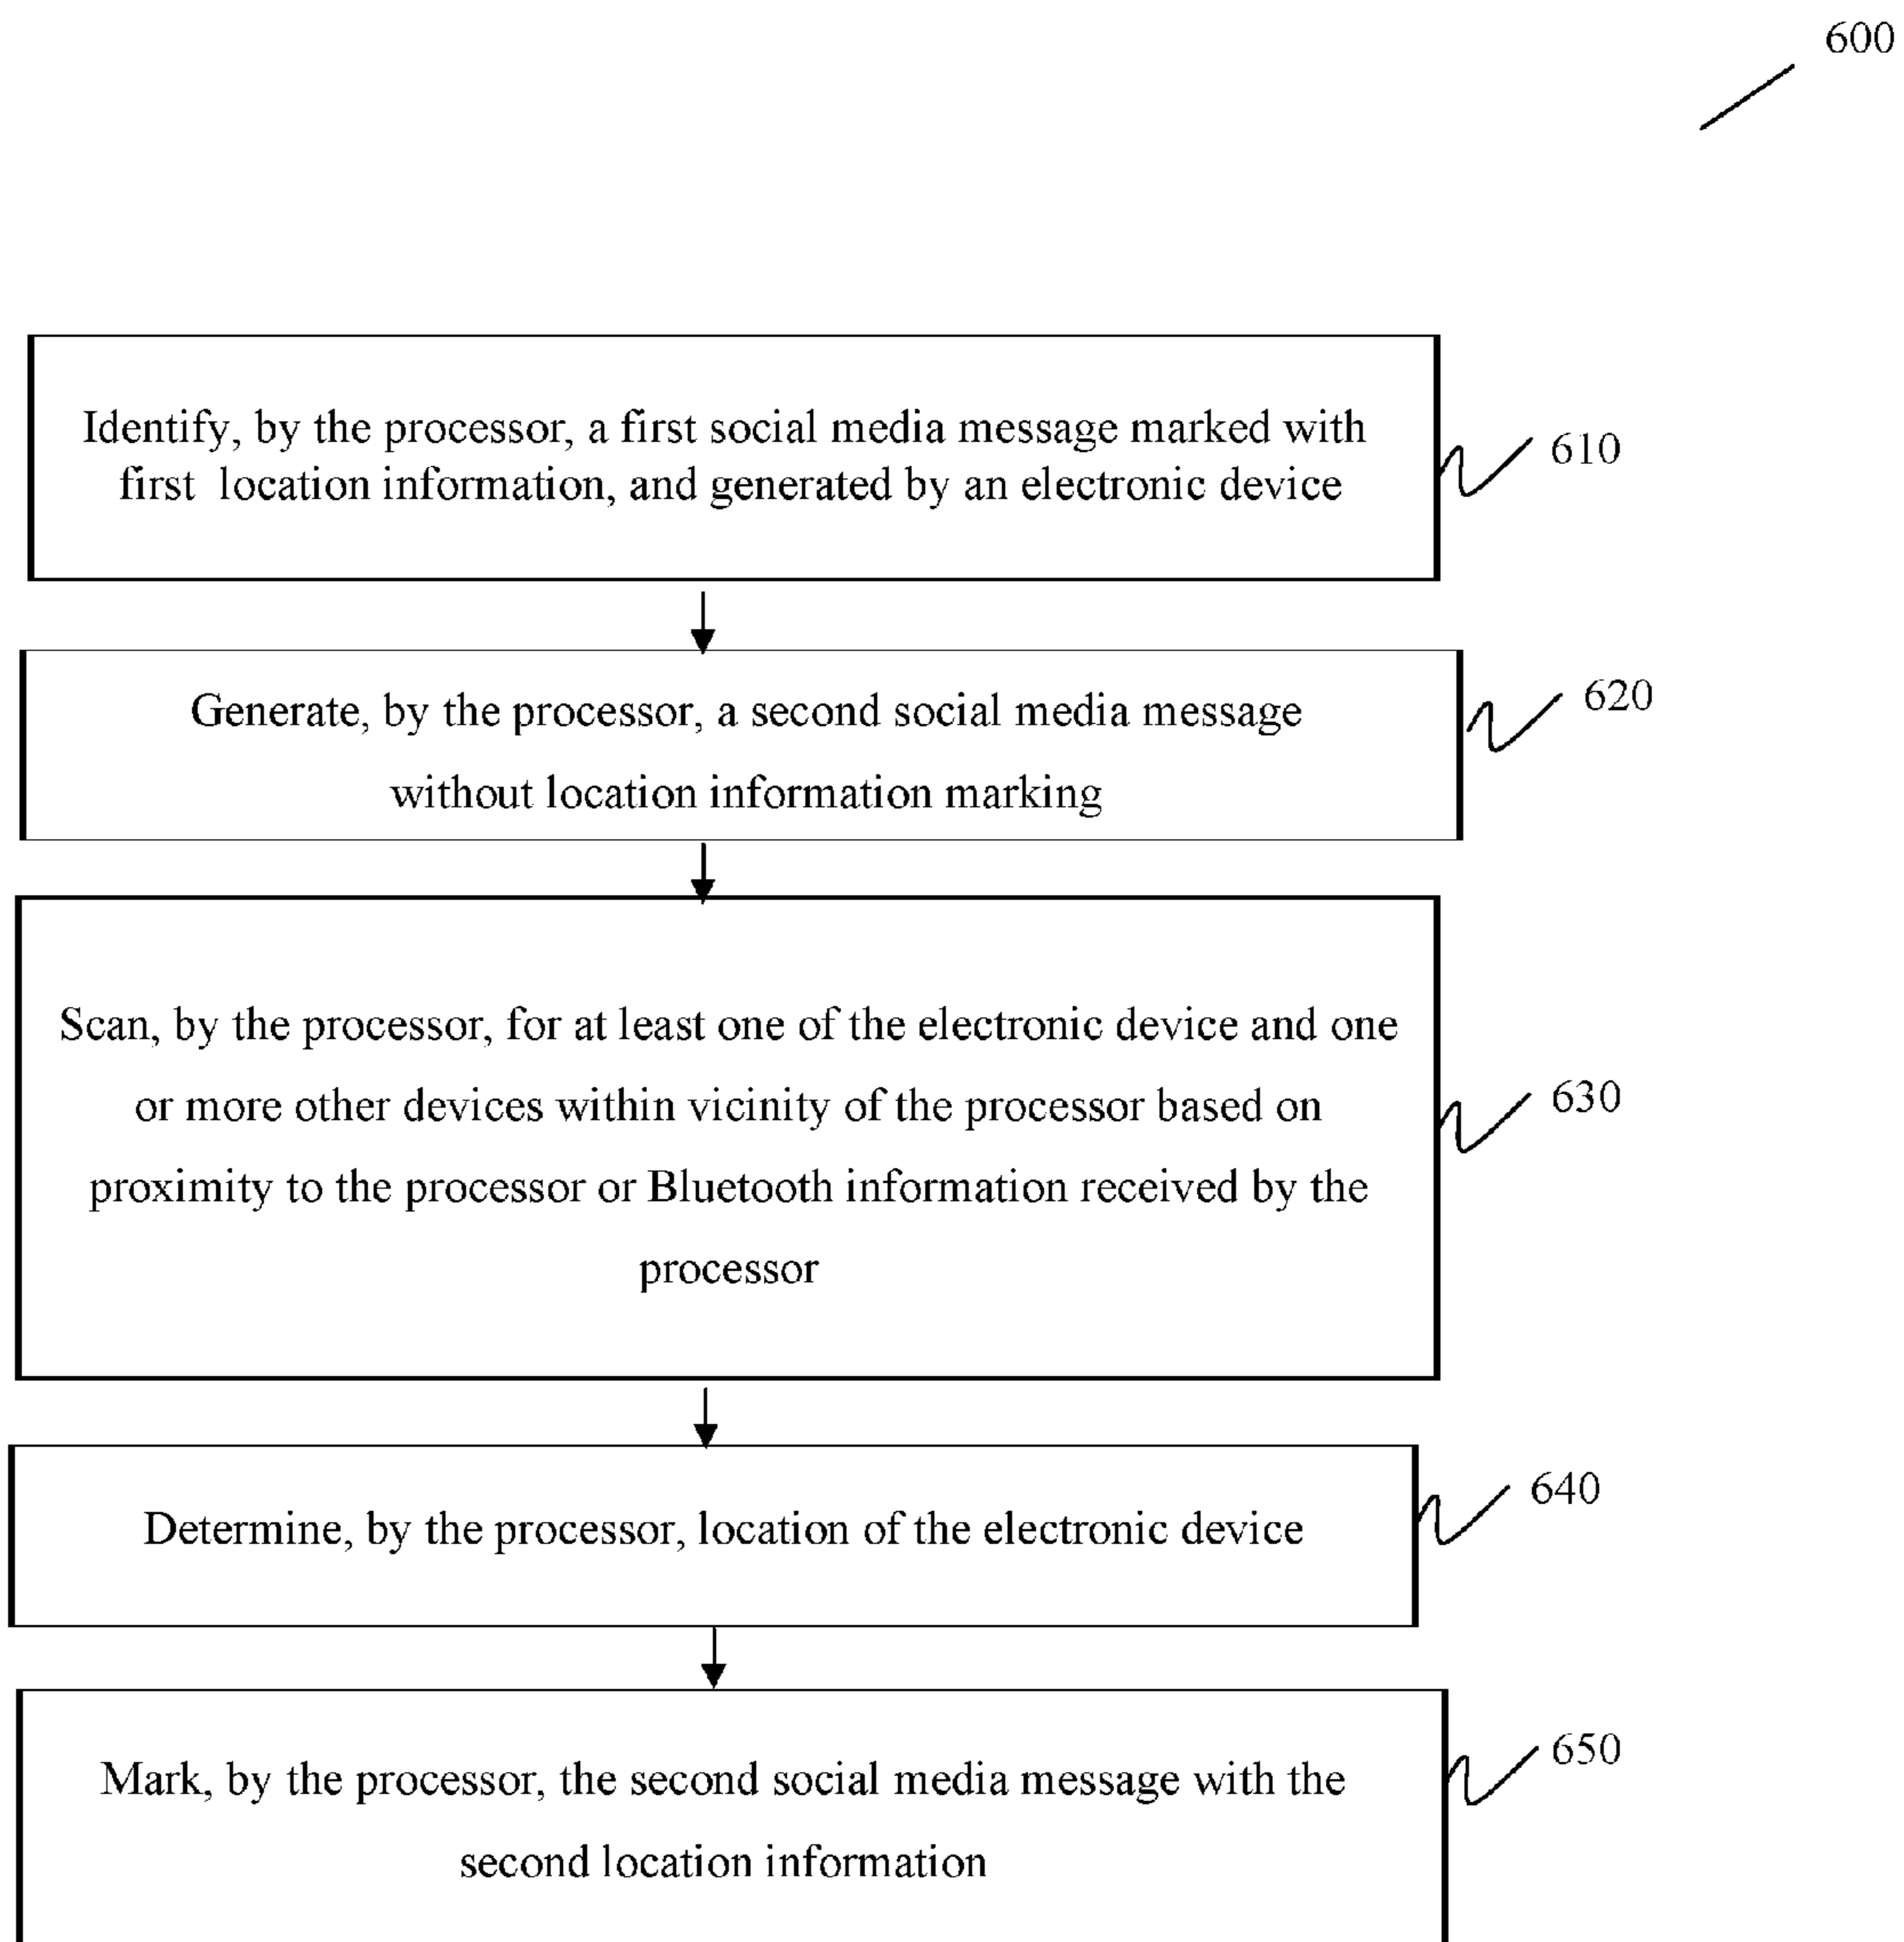 600
Identify, by the processor, a first social media message marked with
first location information, and generated by an electronic device
610
Generate, by the processor, a second social media message
without location information marking
620
Scan, by the processor, for at least one of the electronic device and one
or more other devices within vicinity of the processor based on
proximity to the processor or Bluetooth information received by the
processor
630
Determine, by the processor, location of the electronic device
640
Mark, by the processor, the second social media message with the
second location information
650